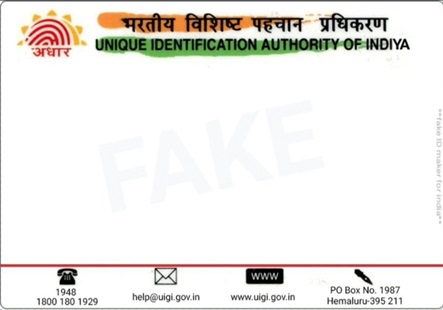 भरतीय विशिष्ट पहचान प्रधिकरण
UNIQUE IDENTIFICATION AUTHORITY OF INDIYA
अधार
FAKE
**fake ID maker for india**
1948
1800 180 1929
help@uigi.gov.in
WWW
www.uigi.gov.in
PO Box No. 1987
Hemaluru-395 211